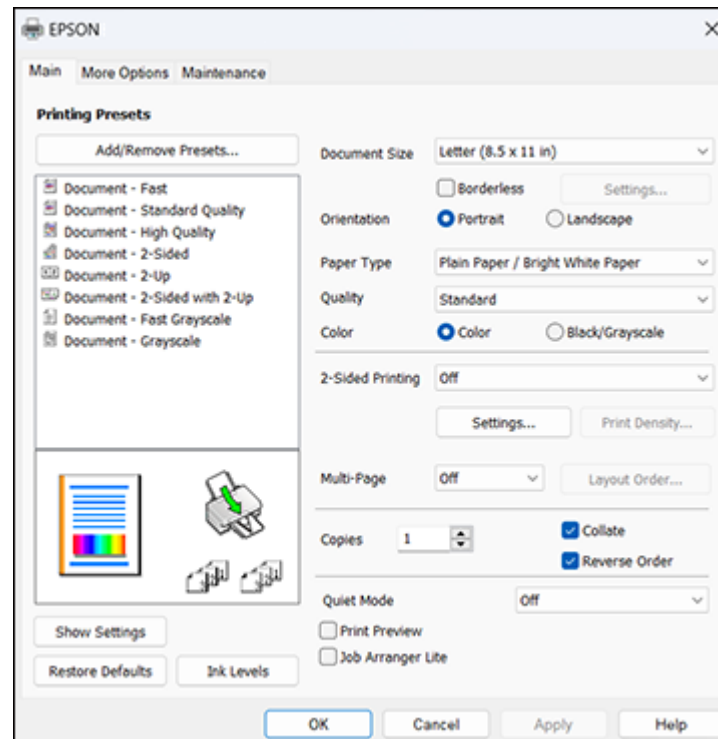 EPSON
Main More Options Maintenance
Printing Presets
Add/Remove Presets...
Document - Fast
Document - Standard Quality
Document - High Quality
Document - 2-Sided
Document - 2-Up
Document - 2-Sided with 2-Up
Document - Fast Grayscale
Document - Grayscale
Show Settings
Restore Defaults Ink Levels
Document Size Letter (8.5 x 11 in)
Borderless Settings...
Orientation Portrait Landscape
Paper Type Plain Paper / Bright White Paper
Quality Standard
Color Color Black/Grayscale
2-Sided Printing Off
Settings... Print Density...
Multi-Page Off Layout Order...
Copies 1 Collate
Reverse Order
Quiet Mode Off
Print Preview
Job Arranger Lite
OK Cancel Apply Help